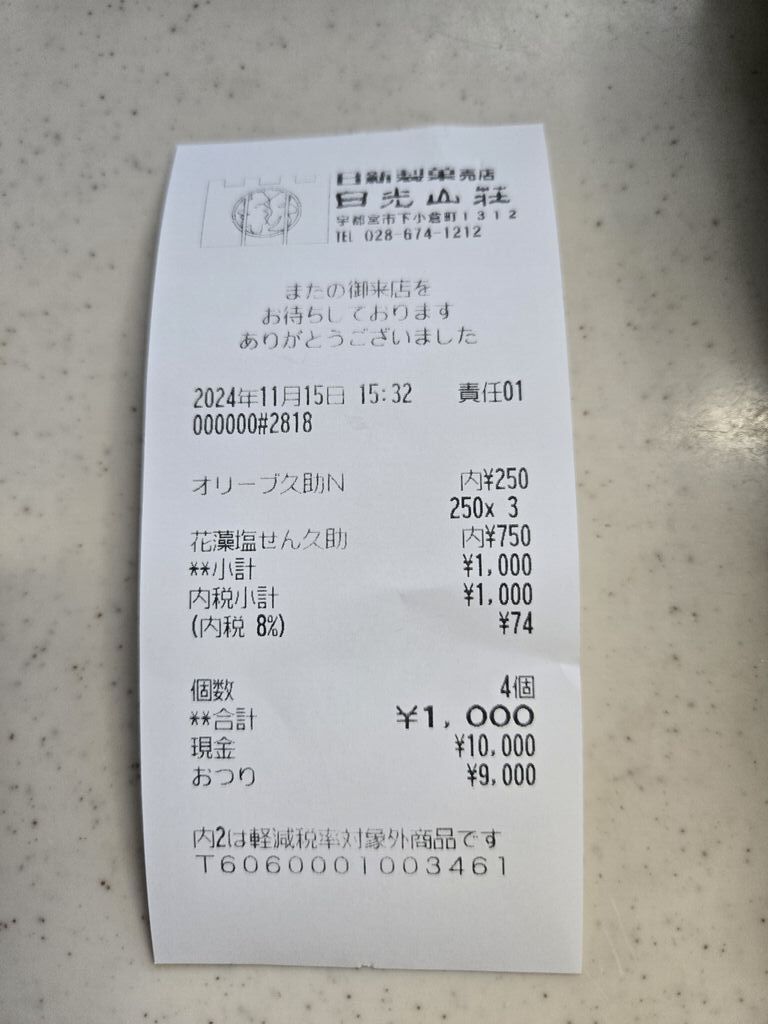 日新製菓売店
日光山荘
宇都宮市下小倉町1312
TEL 028-674-1212
またの御来店を
お待ちしております
ありがとうございました
2024年11月15日 15:32 責任01
000000#2818
オリーブ久助N 内¥250
250x 3
花藻塩せん久助 内¥750
**小計 ¥1,000
内税小計 ¥1,000
(内税 8%) ¥74
個数 4個
**合計 ¥1,000
現金 ¥10,000
おつり ¥9,000
内2は軽減税率対象外商品です
T6060001003461